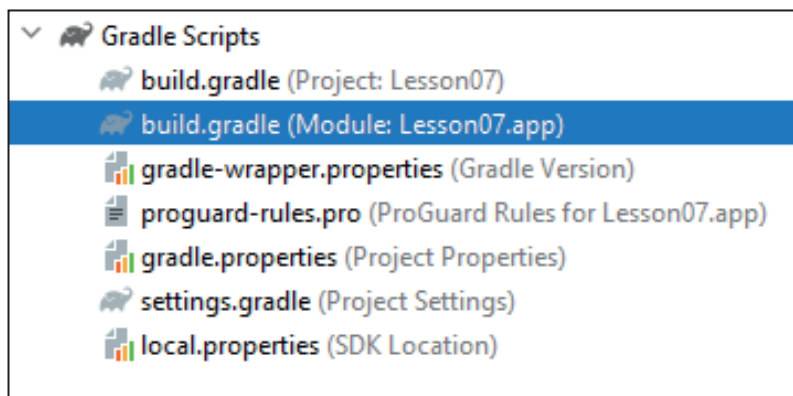 Gradle Scripts
build.gradle (Project: Lesson07)
build.gradle (Module: Lesson07.app)
gradle-wrapper.properties (Gradle Version)
proguard-rules.pro (ProGuard Rules for Lesson07.app)
gradle.properties (Project Properties)
settings.gradle (Project Settings)
local.properties (SDK Location)